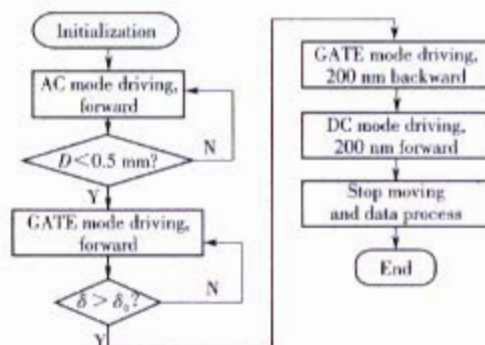 Initialization
AC mode driving,
forward
D<0.5 mm?
N
Y
GATE mode driving,
forward
δ > δ₀?
N
Y
GATE mode driving,
200 nm backward
DC mode driving,
200 nm forward
Stop moving
and data process
End